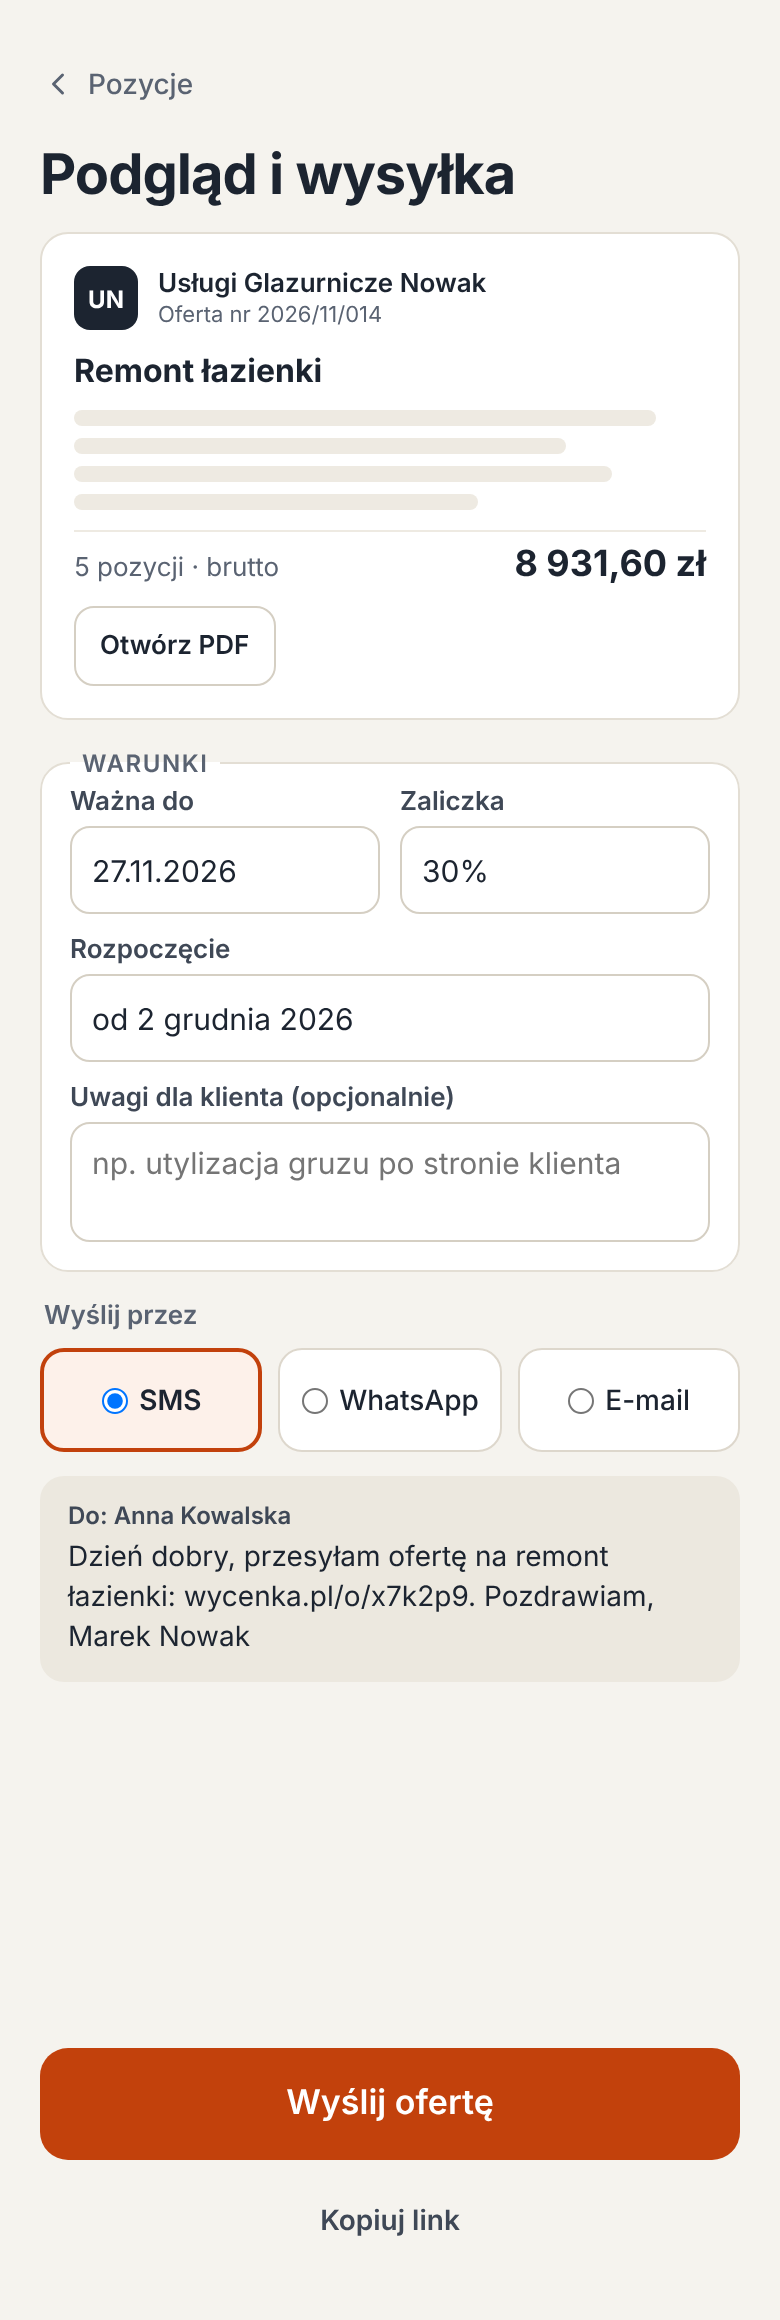 Pozycje
Podgląd i wysyłka
UN
Usługi Glazurnicze Nowak
Oferta nr 2026/11/014
Remont łazienki
5 pozycji · brutto
8 931,60 zł
Otwórz PDF
WARUNKI
Ważna do
Zaliczka
27.11.2026
30%
Rozpoczęcie
od 2 grudnia 2026
Uwagi dla klienta (opcjonalnie)
np. utylizacja gruzu po stronie klienta
Wyślij przez
SMS
WhatsApp
E-mail
Do: Anna Kowalska
Dzień dobry, przesyłam ofertę na remont
łazienki: wycenka.pl/o/x7k2p9. Pozdrawiam,
Marek Nowak
Wyślij ofertę
Kopiuj link